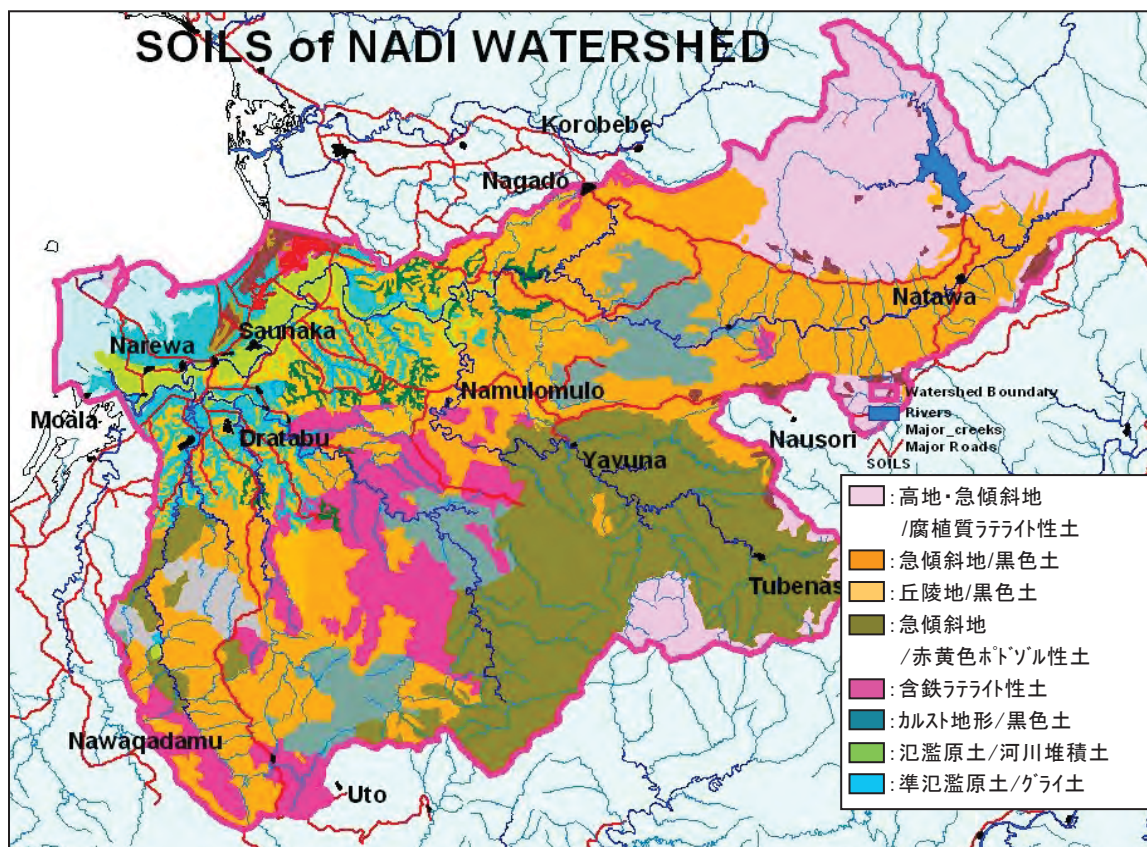 SOILS of NADI WATERSHED
Korobebe
Nagado
Natawa
Saunaka
Narewa
Namulomulo
Moala
Dratabu
Nausori
Yavuna
Tubenas
Nawaqadamu
Uto
Watershed Boundary
Rivers
Major_creeks
Major Roads
SOILS
:高地・急傾斜地
/腐植質ﾗﾃﾗｲﾄ性土
:急傾斜地/黒色土
:丘陵地/黒色土
:急傾斜地
/赤黄色ﾎﾟﾄﾞｿﾞﾙ性土
:含鉄ﾗﾃﾗｲﾄ性土
:ｶﾙｽﾄ地形/黒色土
:氾濫原土/河川堆積土
:準氾濫原土/ｸﾞﾗｲ土